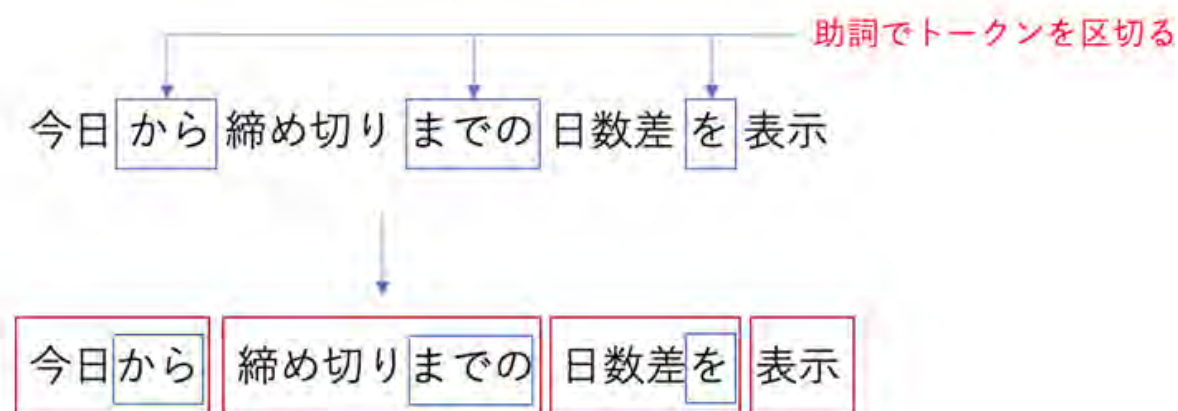 助詞でトークンを区切る
今日 から 締め切り までの 日数差 を 表示
今日から 締め切りまでの 日数差を 表示